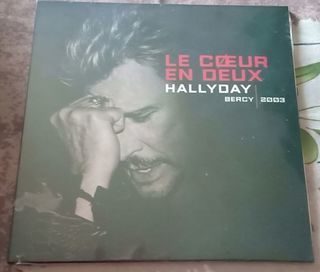 LE CŒUR
EN DEUX
HALLYDAY
BERCY | 2003